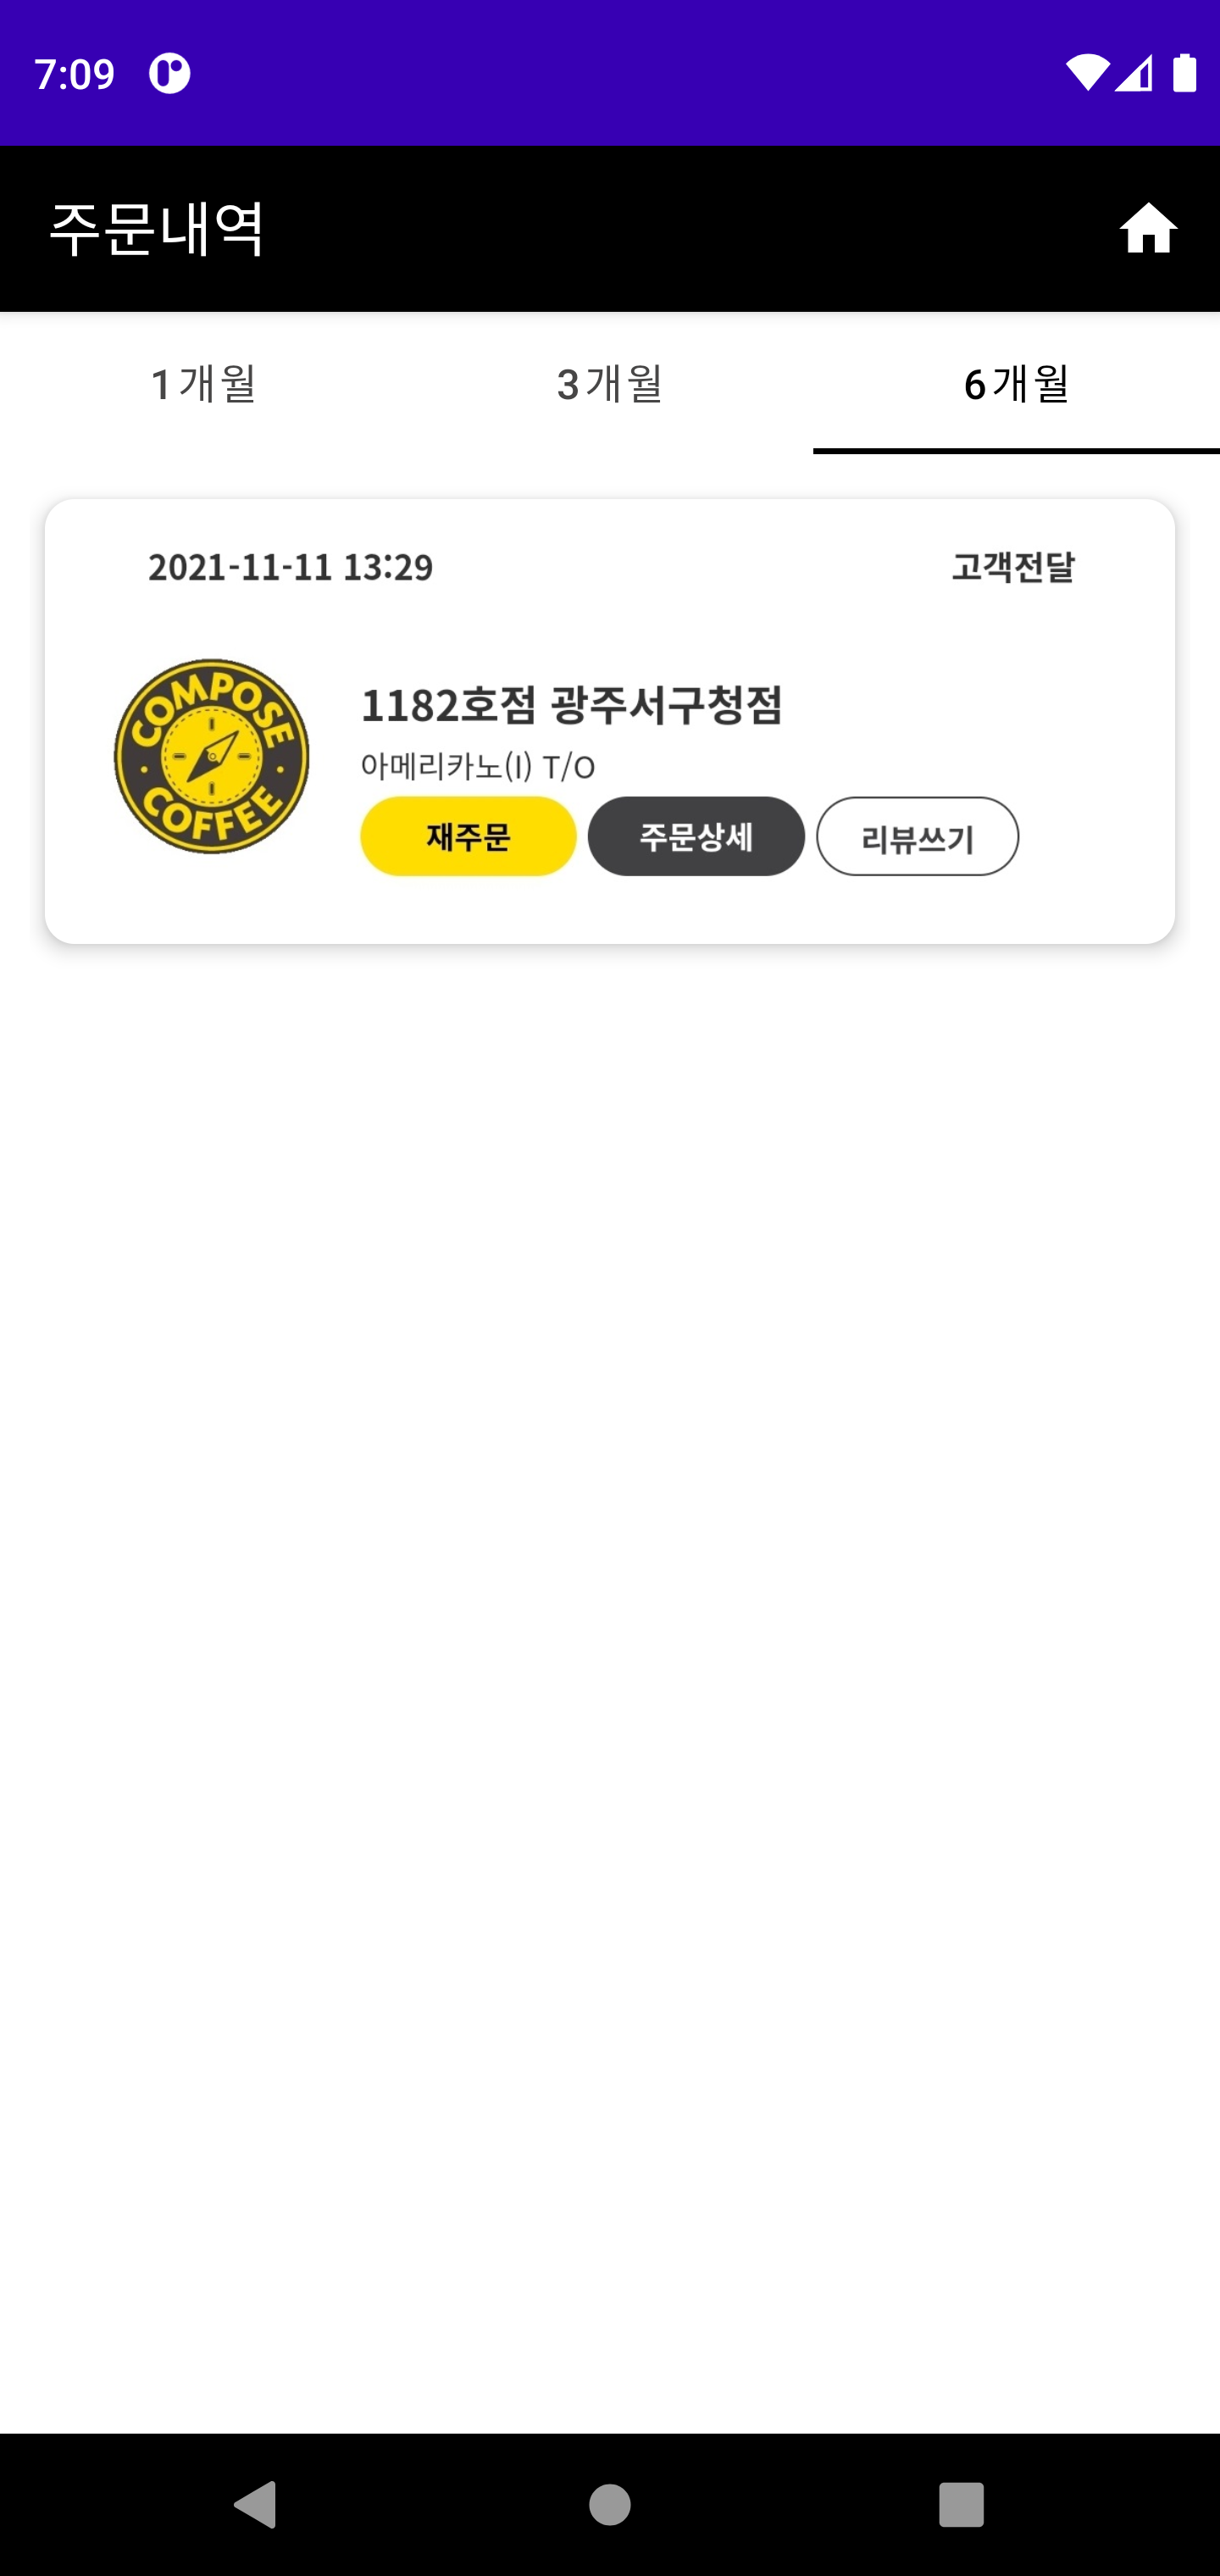 7:09
주문내역
1개월
3개월
6개월
2021-11-11 13:29
고객전달
COMPOSE
COFFEE
1182호점 광주서구청점
아메리카노(I) T/O
재주문
주문상세
리뷰쓰기